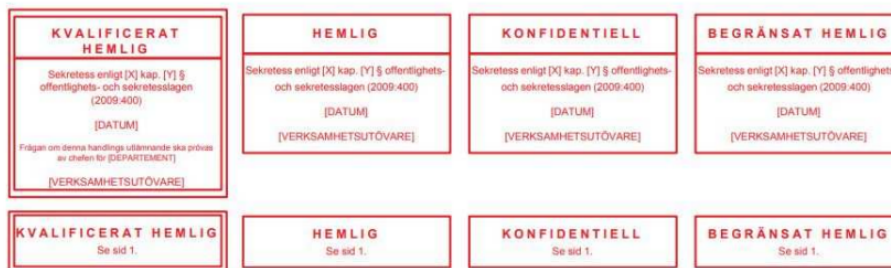 KVALIFICERAT
HEMLIG
Sekretess enligt [X] kap. [Y] §
offentlighets- och sekretesslagen
(2009:400)
[DATUM]
Frågan om denna handlings utlämnande ska prövas
av chefen för [DEPARTEMENT]
[VERKSAMHETSUTÖVARE]
HEMLIG
Sekretess enligt [X] kap. [Y] § offentlighets-
och sekretesslagen (2009:400)
[DATUM]
[VERKSAMHETSUTÖVARE]
KONFIDENTIELL
Sekretess enligt [X] kap. [Y] § offentlighets-
och sekretesslagen (2009:400)
[DATUM]
[VERKSAMHETSUTÖVARE]
BEGRÄNSAT HEMLIG
Sekretess enligt [X] kap. [Y] § offentlighets-
och sekretesslagen (2009:400)
[DATUM]
[VERKSAMHETSUTÖVARE]
KVALIFICERAT HEMLIG
Se sid 1.
HEMLIG
Se sid 1.
KONFIDENTIELL
Se sid 1.
BEGRÄNSAT HEMLIG
Se sid 1.